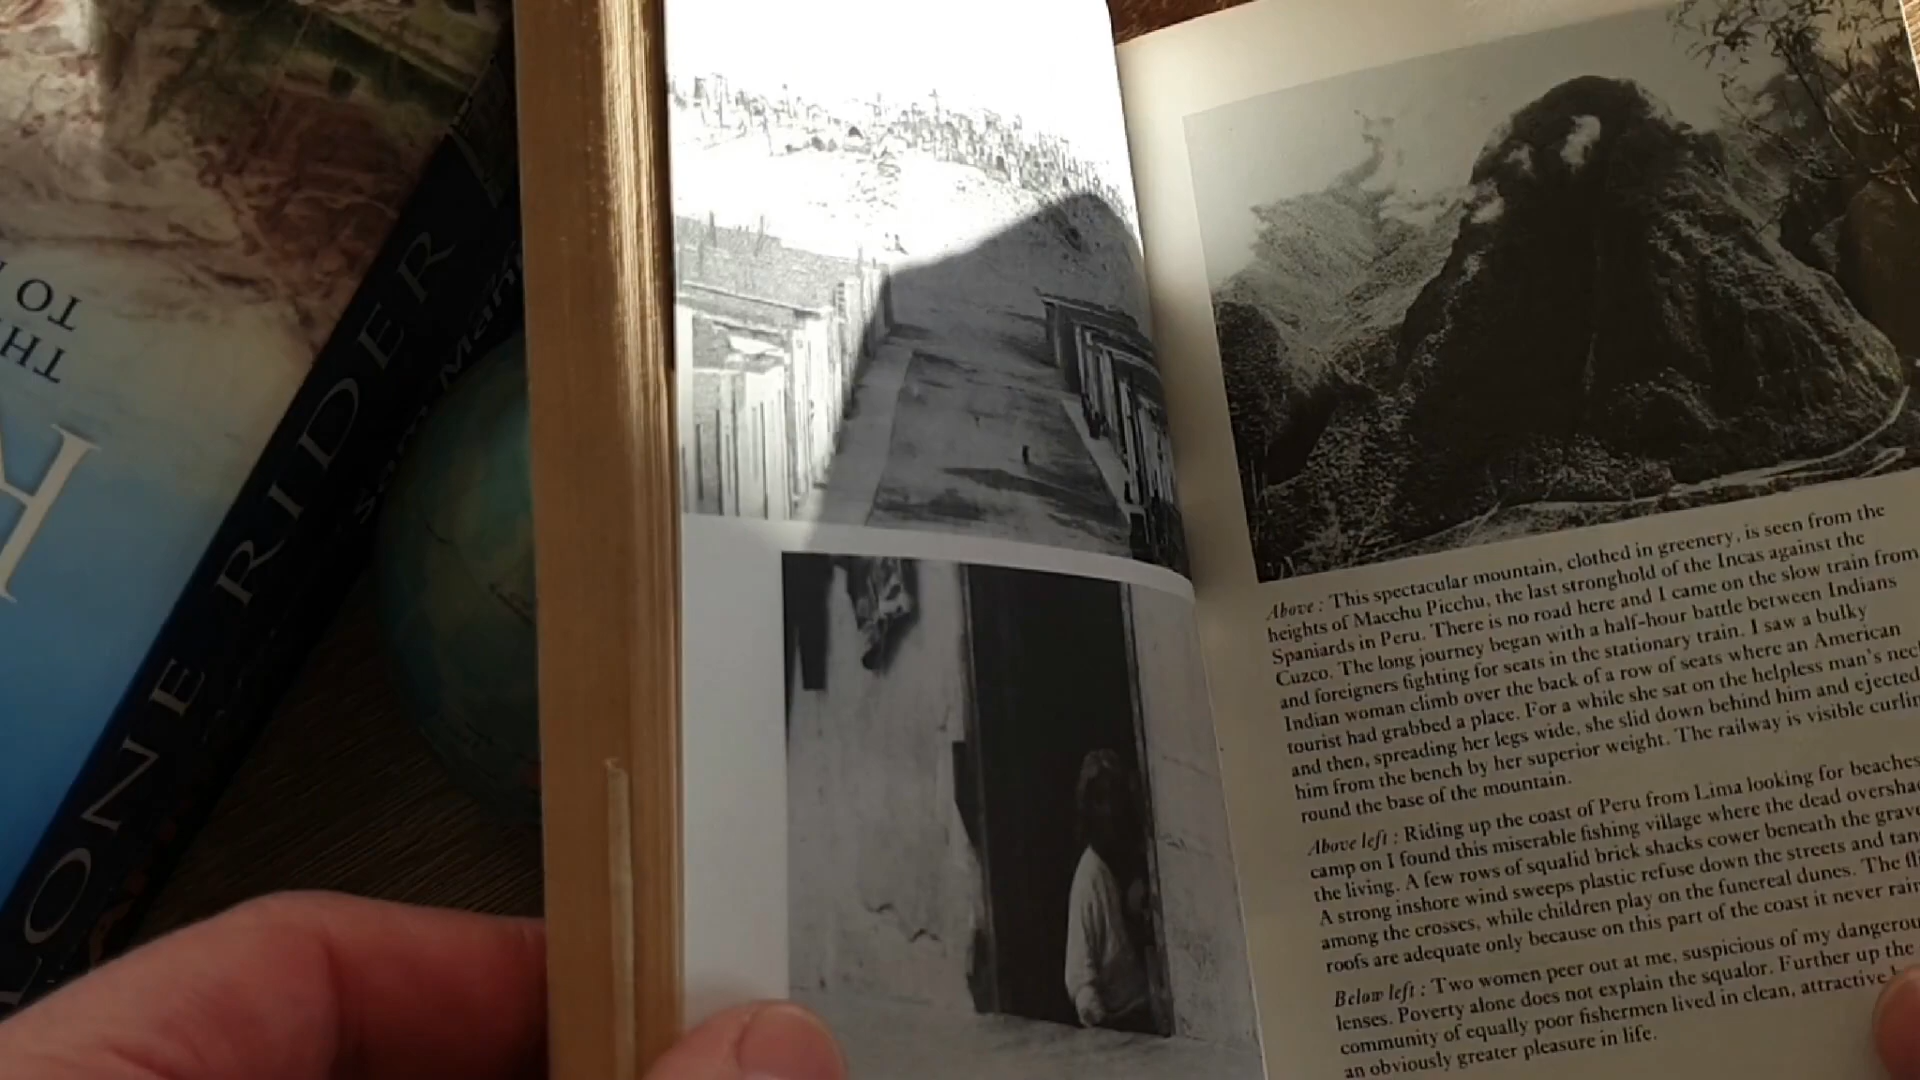 THE
TO
LONE RIDER
Above : This spectacular mountain, clothed in greenery, is seen from the
heights of Macchu Picchu, the last stronghold of the Incas against the
Spaniards in Peru. There is no road here and I came on the slow train from
Cuzco. The long journey began with a half-hour battle between Indians
and foreigners fighting for seats in the stationary train. I saw a bulky
Indian woman climb over the back of a row of seats where an American
tourist had grabbed a place. For a while she sat on the helpless man's neck
and then, spreading her legs wide, she slid down behind him and ejected
him from the bench by her superior weight. The railway is visible curling
round the base of the mountain.
Above left : Riding up the coast of Peru from Lima looking for beaches
camp on I found this miserable fishing village where the dead
the living. A few rows of squalid brick shacks cower beneath the
A strong inshore wind sweeps plastic refuse down the streets and
among the crosses, while children play on the funereal dunes. The
roofs are adequate only because on this part of the coast it never
Below left : Two women peer out at me, suspicious of my
lenses. Poverty alone does not explain the squalor. Further up the
community of equally poor fishermen lived in clean, attractive
an obviously greater pleasure in life.